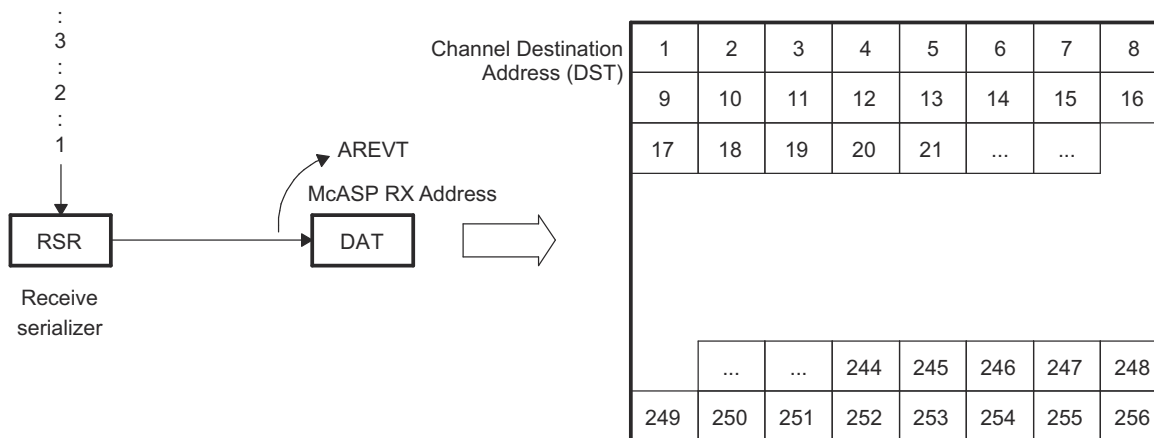 :
3
:
2
:
1
AREVT
McASP RX Address
RSR
DAT
Receive
serializer
Channel Destination
Address (DST)
1 2 3 4 5 6 7 8
9 10 11 12 13 14 15 16
17 18 19 20 21 ... ...
... ... 244 245 246 247 248
249 250 251 252 253 254 255 256